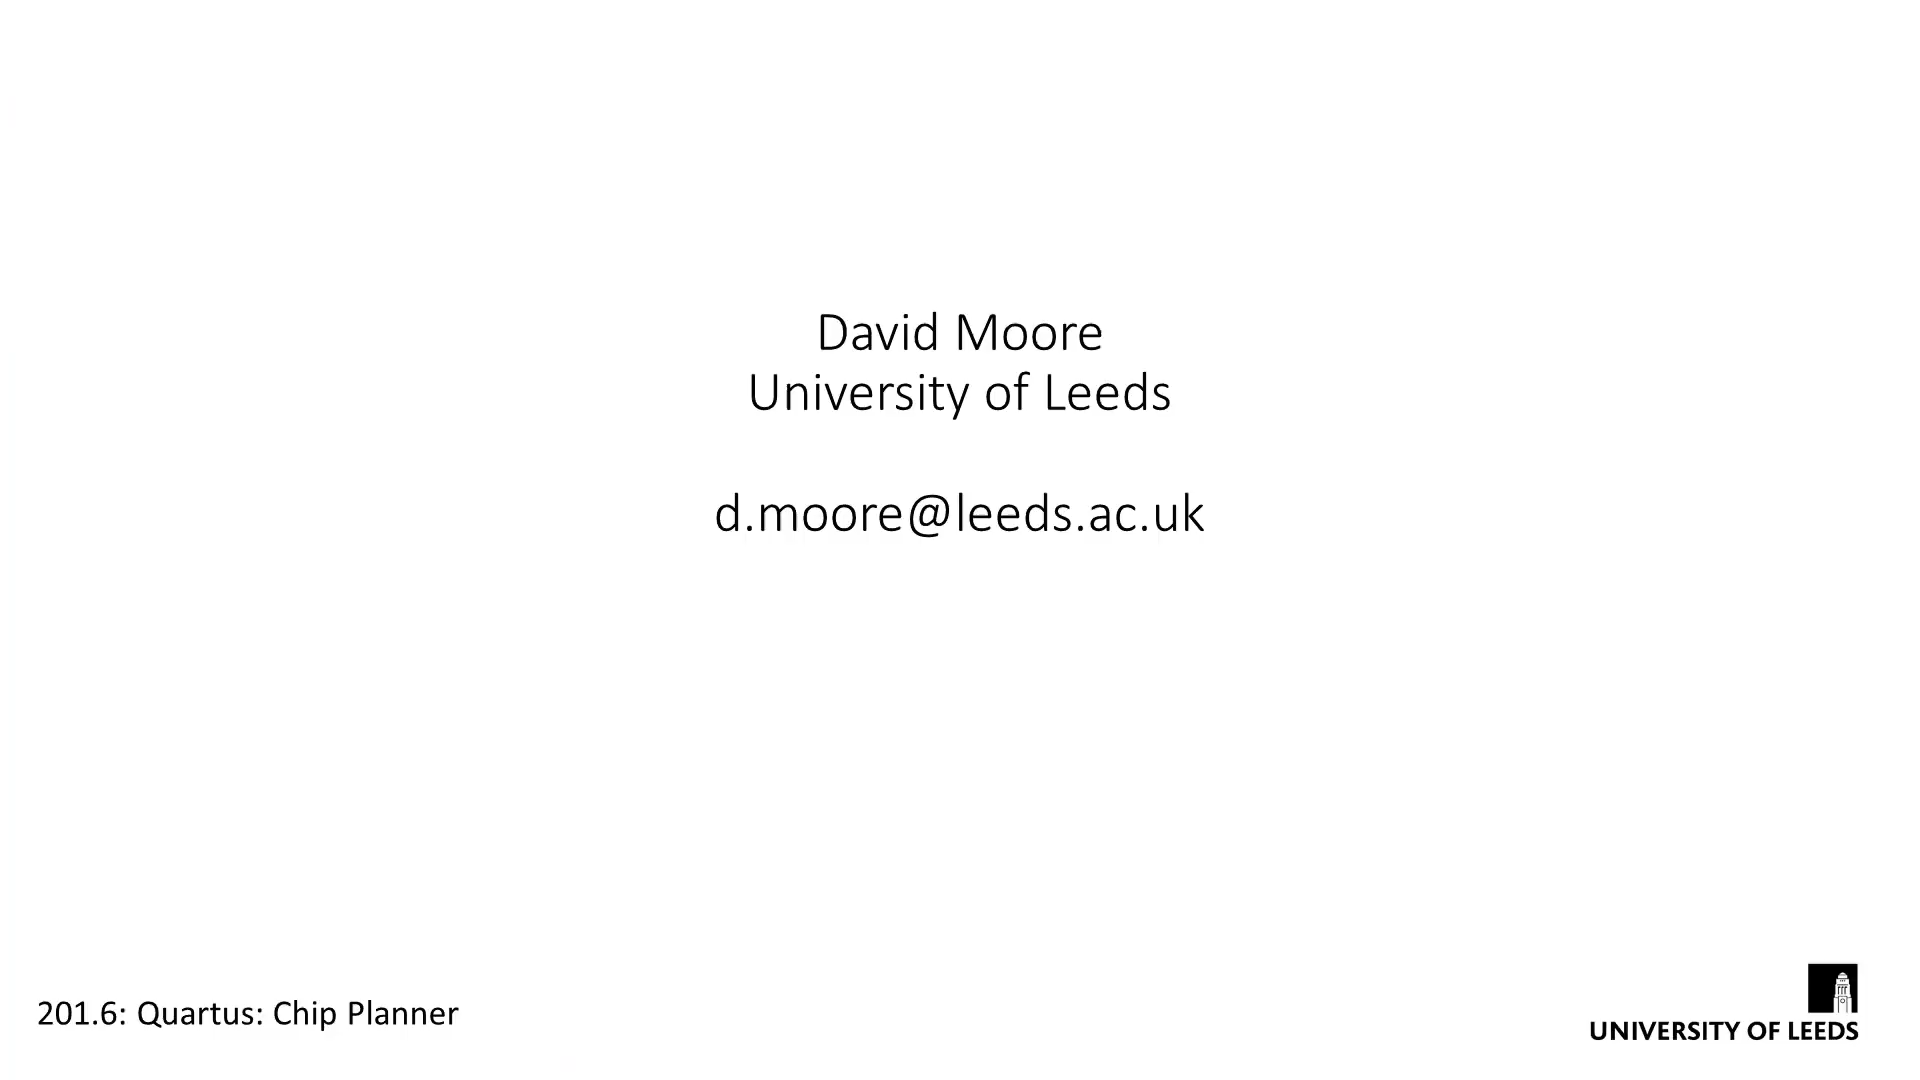 David Moore
University of Leeds
d.moore@leeds.ac.uk
201.6: Quartus: Chip Planner
UNIVERSITY OF LEEDS